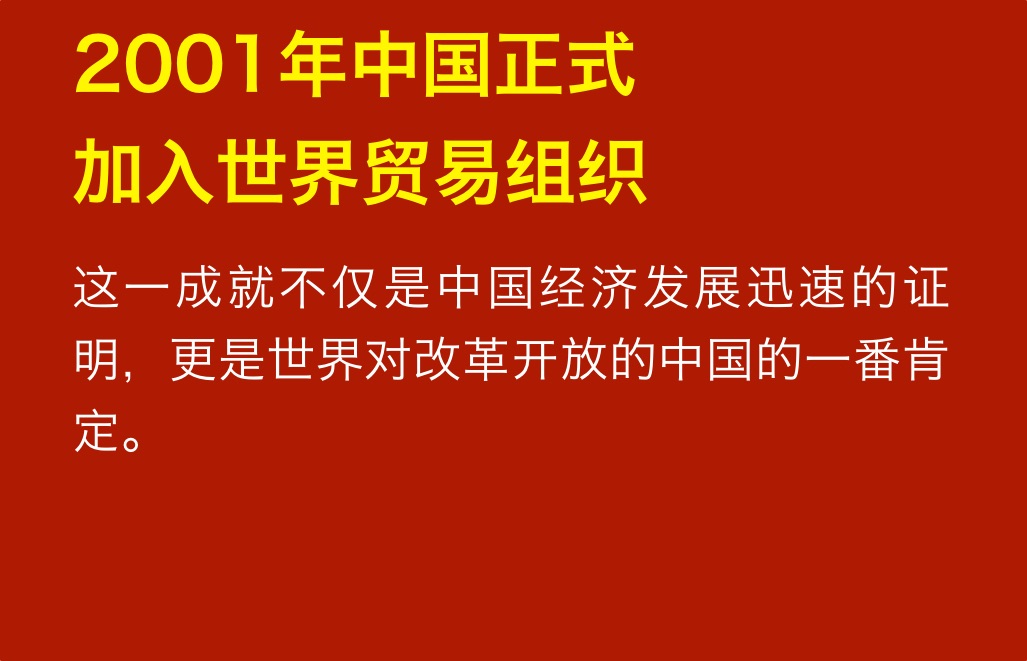 2001年中国正式
加入世界贸易组织
这一成就不仅是中国经济发展迅速的证
明，更是世界对改革开放的中国的一番肯
定。